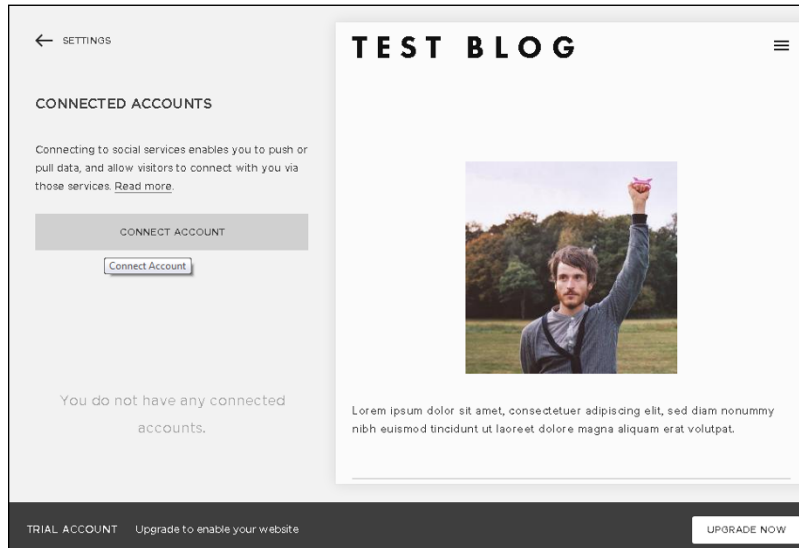 SETTINGS
CONNECTED ACCOUNTS
Connecting to social services enables you to push or
pull data, and allow visitors to connect with you via
those services. Read more.
CONNECT ACCOUNT
Connect Account
You do not have any connected
accounts.
TEST BLOG
Lorem ipsum dolor sit amet, consectetuer adipiscing elit, sed diam nonummy
nibh euismod tincidunt ut laoreet dolore magna aliquam erat volutpat.
TRIAL ACCOUNT Upgrade to enable your website
UPGRADE NOW